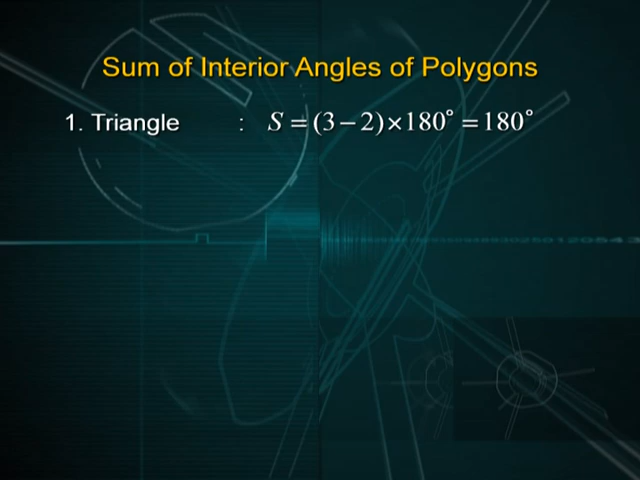 Sum of Interior Angles of Polygons
1. Triangle : S = (3 − 2) × 180° = 180°